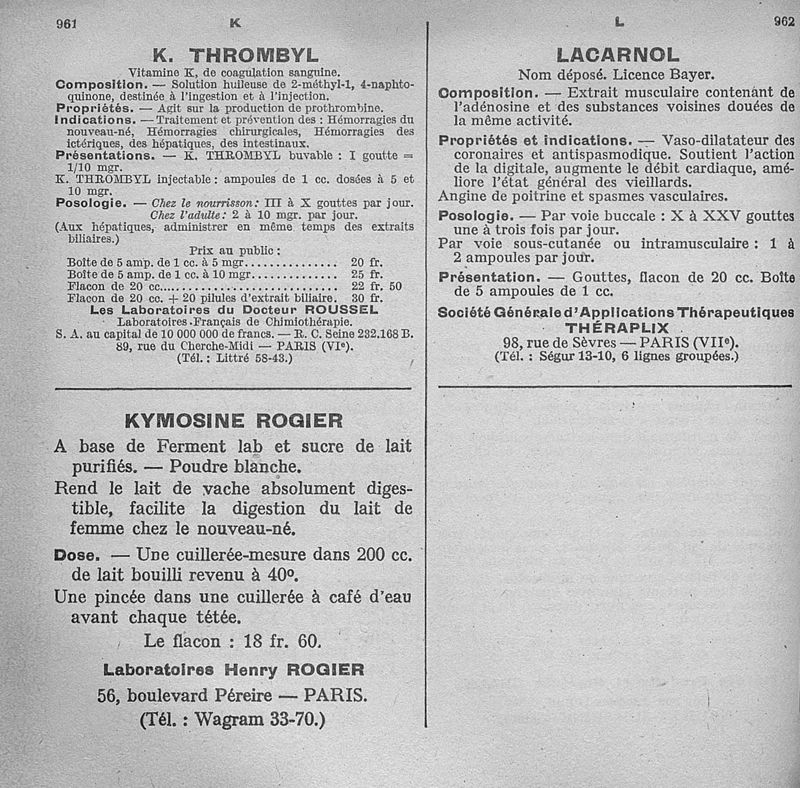 961
K
K. THROMBYL
Vitamine K, de coagulation sanguine.
Composition. — Solution huileuse de 2-méthyl-1, 4-naphto-
quinone, destinée à l'ingestion et à l'injection.
Propriétés. — Agit sur la production de prothrombine.
Indications. — Traitement et prévention des : Hémorragies du
nouveau-né, Hémorragies chirurgicales, Hémorragies des
ictériques, des hépatiques, des intestinaux.
Présentations. — K. THROMBYL buvable : I goutte =
1/10 mgr.
K. THROMBYL injectable : ampoules de 1 cc. dosées à 5 et
10 mgr.
Posologie. — Chez le nourrisson : III à X gouttes par jour.
Chez l'adulte : 2 à 10 mgr. par jour.
(Aux hépatiques, administrer en même temps des extraits
biliaires.)
Prix au public :
Boîte de 5 amp. de 1 cc. à 5 mgr............... 20 fr.
Boîte de 5 amp. de 1 cc. à 10 mgr.............. 25 fr.
Flacon de 20 cc............................. 22 fr. 50
Flacon de 20 cc. + 20 pilules d'extrait biliaire. 30 fr.
Les Laboratoires du Docteur ROUSSEL
Laboratoires Français de Chimiothérapie.
S. A. au capital de 10 000 000 de francs. — R. C. Seine 232.168 B.
89, rue du Cherche-Midi — PARIS (VIe).
(Tél. : Littré 58-43.)
KYMOSINE ROGIER
A base de Ferment lab et sucre de lait
purifiés. — Poudre blanche.
Rend le lait de vache absolument diges-
tible, facilite la digestion du lait de
femme chez le nouveau-né.
Dose. — Une cuillerée-mesure dans 200 cc.
de lait bouilli revenu à 40º.
Une pincée dans une cuillerée à café d'eau
avant chaque tétée.
Le flacon : 18 fr. 60.
Laboratoires Henry ROGIER
56, boulevard Péreire — PARIS.
(Tél. : Wagram 33-70.)
L
962
LACARNOL
Nom déposé. Licence Bayer.
Composition. — Extrait musculaire contenant de
l'adénosine et des substances voisines douées de
la même activité.
Propriétés et indications. — Vaso-dilatateur des
coronaires et antispasmodique. Soutient l'action
de la digitale, augmente le débit cardiaque, amé-
liore l'état général des vieillards.
Angine de poitrine et spasmes vasculaires.
Posologie. — Par voie buccale : X à XXV gouttes
une à trois fois par jour.
Par voie sous-cutanée ou intramusculaire : 1 à
2 ampoules par jour.
Présentation. — Gouttes, flacon de 20 cc. Boîte
de 5 ampoules de 1 cc.
Société Générale d'Applications Thérapeutiques
THÉRAPLIX
98, rue de Sèvres — PARIS (VIIe).
(Tél. : Ségur 13-10, 6 lignes groupées.)